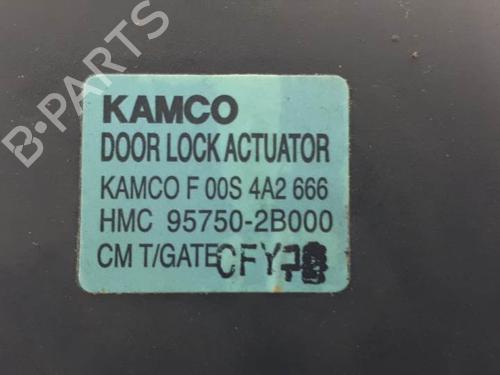 B-PARTS
KAMCO
DOOR LOCK ACTUATOR
KAMCO F 00S 4A2 666
HMC 95750-2B000
CM T/GATE